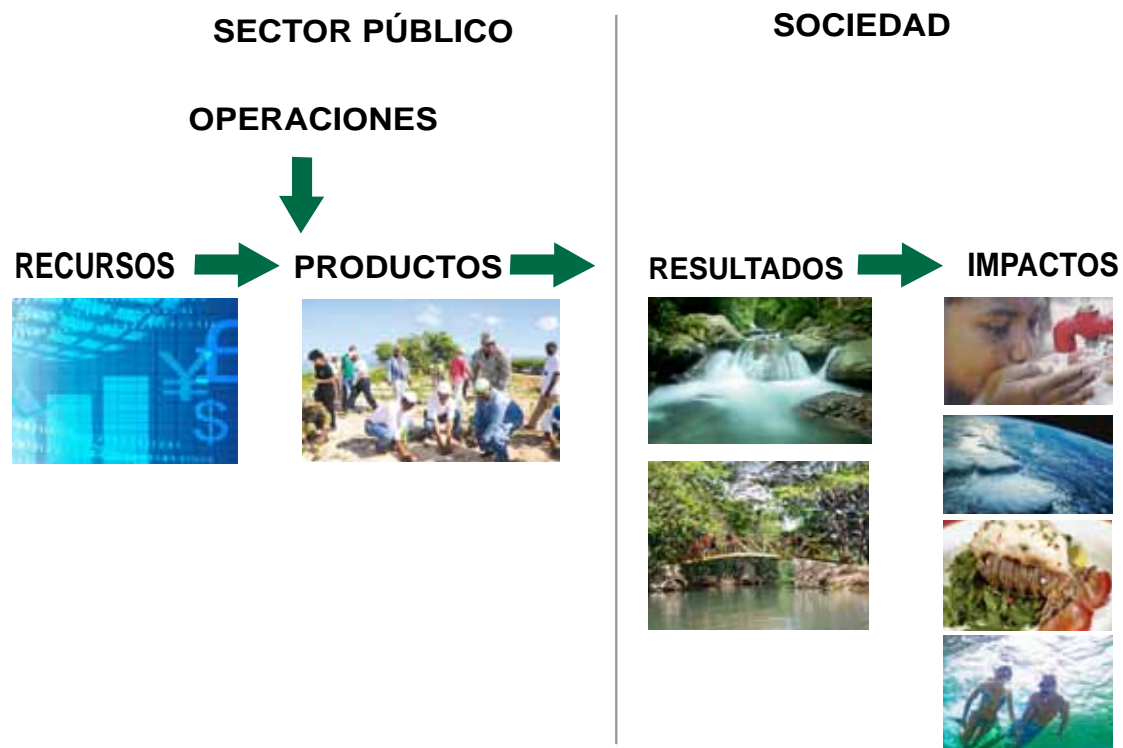 SECTOR PÚBLICO
SOCIEDAD
OPERACIONES
RECURSOS
PRODUCTOS
RESULTADOS
IMPACTOS
¥
£
$